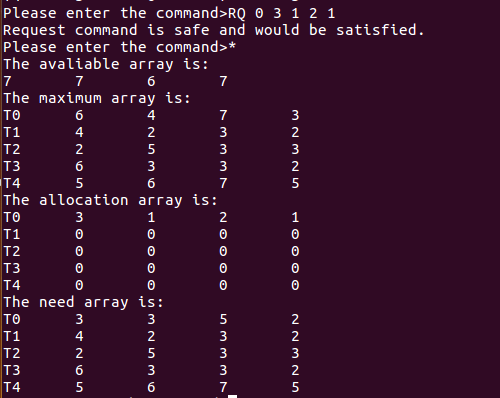 Please enter the command>RQ 0 3 1 2 1
Request command is safe and would be satisfied.
Please enter the command>*
The avaliable array is:
7 7 6 7
The maximum array is:
T0 6 4 7 3
T1 4 2 3 2
T2 2 5 3 3
T3 6 3 3 2
T4 5 6 7 5
The allocation array is:
T0 3 1 2 1
T1 0 0 0 0
T2 0 0 0 0
T3 0 0 0 0
T4 0 0 0 0
The need array is:
T0 3 3 5 2
T1 4 2 3 2
T2 2 5 3 3
T3 6 3 3 2
T4 5 6 7 5